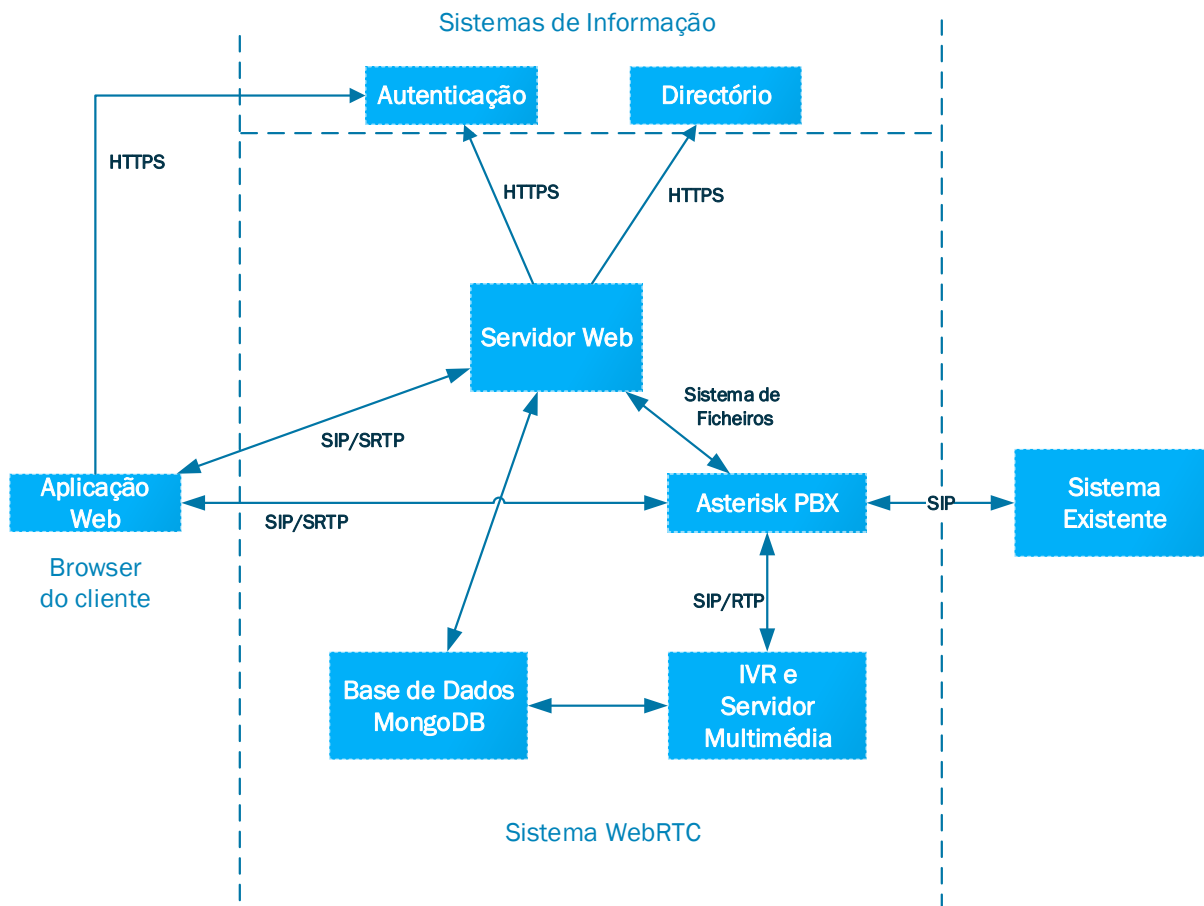 Sistemas de Informação
Autenticação
Directório
HTTPS
HTTPS
HTTPS
Servidor Web
Sistema de
Ficheiros
SIP/SRTP
Aplicação
Web
SIP/SRTP
Asterisk PBX
SIP
Sistema
Existente
Browser
do cliente
SIP/RTP
Base de Dados
MongoDB
IVR e
Servidor
Multimédia
Sistema WebRTC